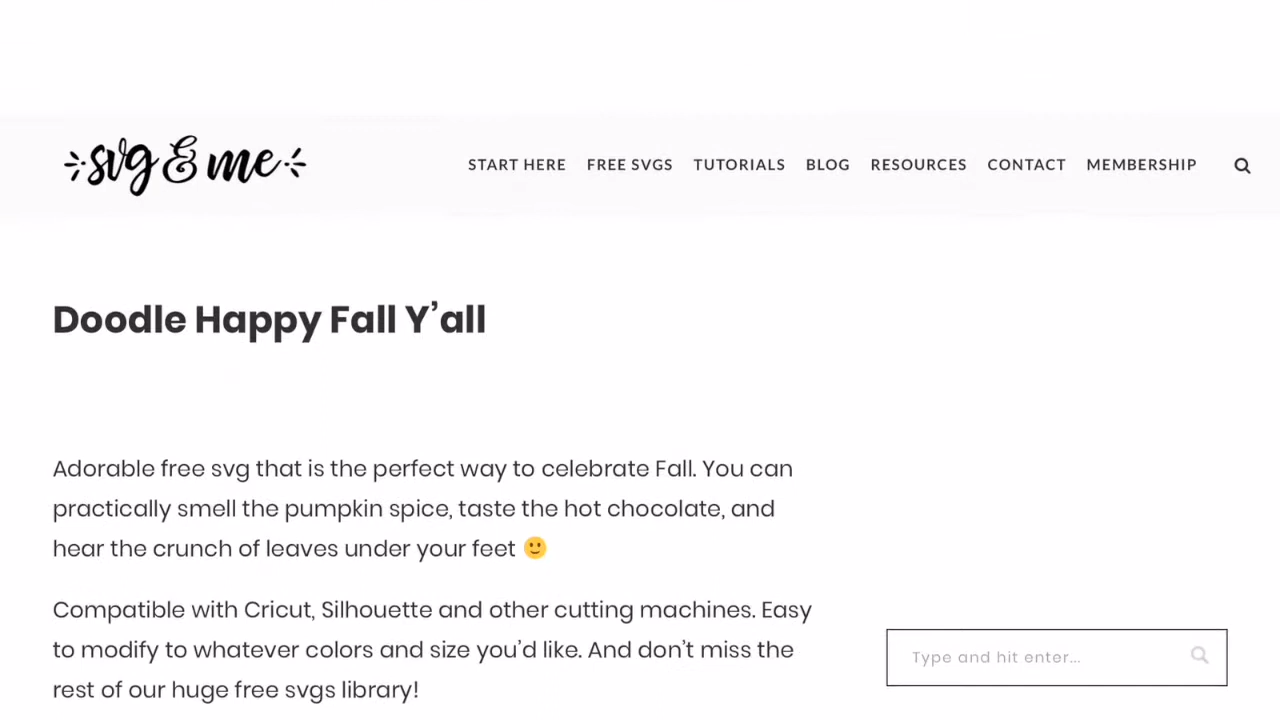 svg & me
START HERE FREE SVGS TUTORIALS BLOG RESOURCES CONTACT MEMBERSHIP
Doodle Happy Fall Y’all
Adorable free svg that is the perfect way to celebrate Fall. You can
practically smell the pumpkin spice, taste the hot chocolate, and
hear the crunch of leaves under your feet 🙂
Compatible with Cricut, Silhouette and other cutting machines. Easy
to modify to whatever colors and size you’d like. And don’t miss the
rest of our huge free svgs library!
Type and hit enter...